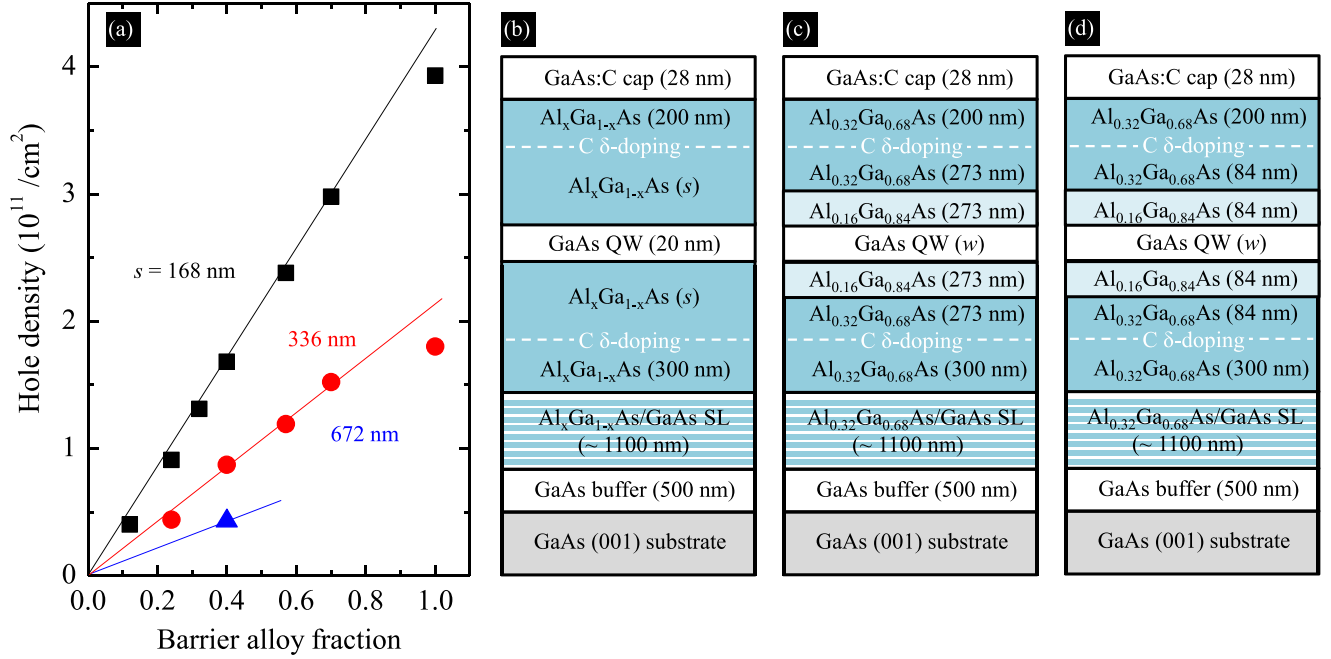 (a)
Hole density (10¹¹ /cm²)
4
3
2
1
0
s = 168 nm
336 nm
672 nm
0.0 0.2 0.4 0.6 0.8 1.0
Barrier alloy fraction
(b)
GaAs:C cap (28 nm)
AlₓGa₁₋ₓAs (200 nm)
C δ-doping
AlₓGa₁₋ₓAs (s)
GaAs QW (20 nm)
AlₓGa₁₋ₓAs (s)
C δ-doping
AlₓGa₁₋ₓAs (300 nm)
AlₓGa₁₋ₓAs/GaAs SL
(~ 1100 nm)
GaAs buffer (500 nm)
GaAs (001) substrate
(c)
GaAs:C cap (28 nm)
Al₀.₃₂Ga₀.₆₈As (200 nm)
C δ-doping
Al₀.₃₂Ga₀.₆₈As (273 nm)
Al₀.₁₆Ga₀.₈₄As (273 nm)
GaAs QW (w)
Al₀.₁₆Ga₀.₈₄As (273 nm)
Al₀.₃₂Ga₀.₆₈As (273 nm)
C δ-doping
Al₀.₃₂Ga₀.₆₈As (300 nm)
Al₀.₃₂Ga₀.₆₈As/GaAs SL
(~ 1100 nm)
GaAs buffer (500 nm)
GaAs (001) substrate
(d)
GaAs:C cap (28 nm)
Al₀.₃₂Ga₀.₆₈As (200 nm)
C δ-doping
Al₀.₃₂Ga₀.₆₈As (84 nm)
Al₀.₁₆Ga₀.₈₄As (84 nm)
GaAs QW (w)
Al₀.₁₆Ga₀.₈₄As (84 nm)
Al₀.₃₂Ga₀.₆₈As (84 nm)
C δ-doping
Al₀.₃₂Ga₀.₆₈As (300 nm)
Al₀.₃₂Ga₀.₆₈As/GaAs SL
(~ 1100 nm)
GaAs buffer (500 nm)
GaAs (001) substrate